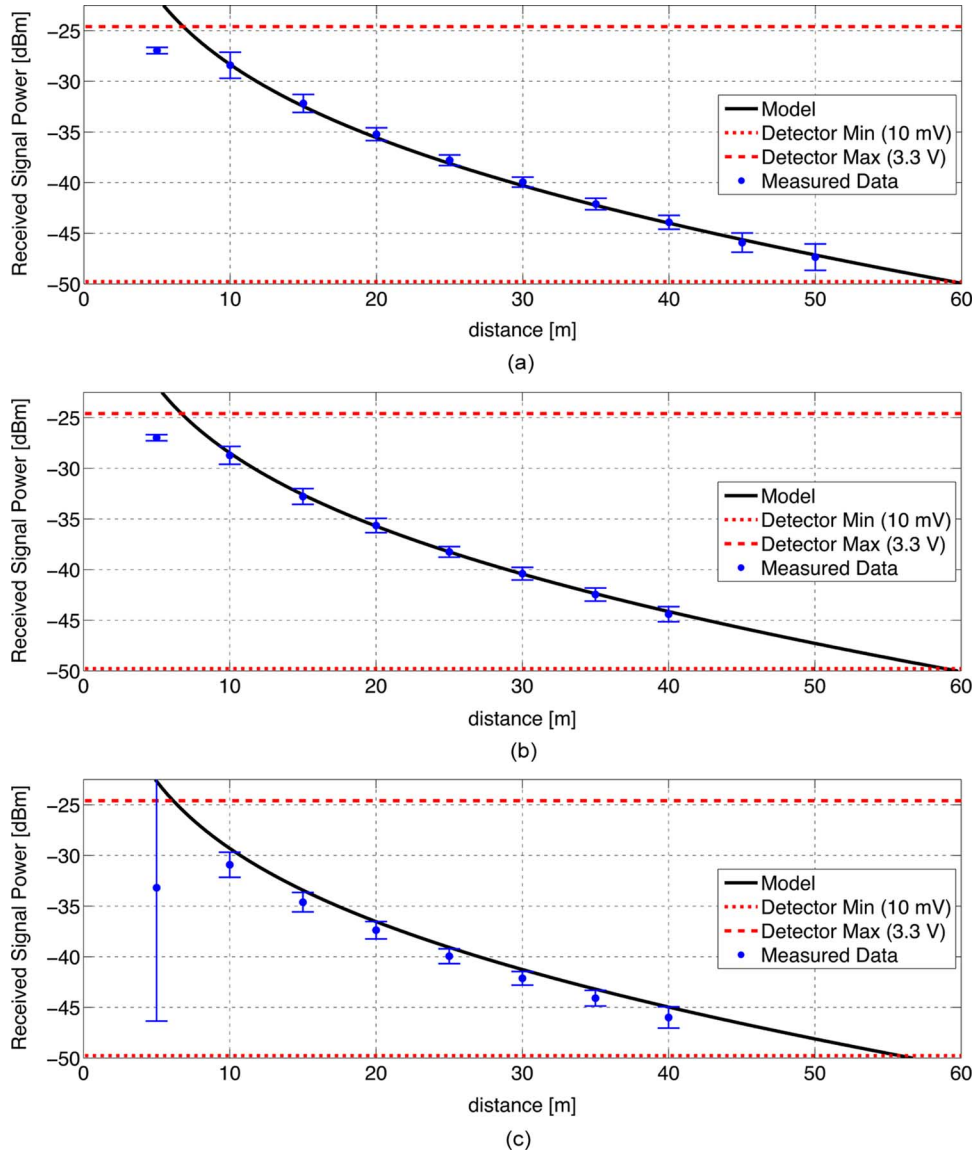 Received Signal Power [dBm]
−25
−30
−35
−40
−45
−50
Model
Detector Min (10 mV)
Detector Max (3.3 V)
Measured Data
0
10
20
30
40
50
60
distance [m]
(a)
Received Signal Power [dBm]
−25
−30
−35
−40
−45
−50
Model
Detector Min (10 mV)
Detector Max (3.3 V)
Measured Data
0
10
20
30
40
50
60
distance [m]
(b)
Received Signal Power [dBm]
−25
−30
−35
−40
−45
−50
Model
Detector Min (10 mV)
Detector Max (3.3 V)
Measured Data
0
10
20
30
40
50
60
distance [m]
(c)